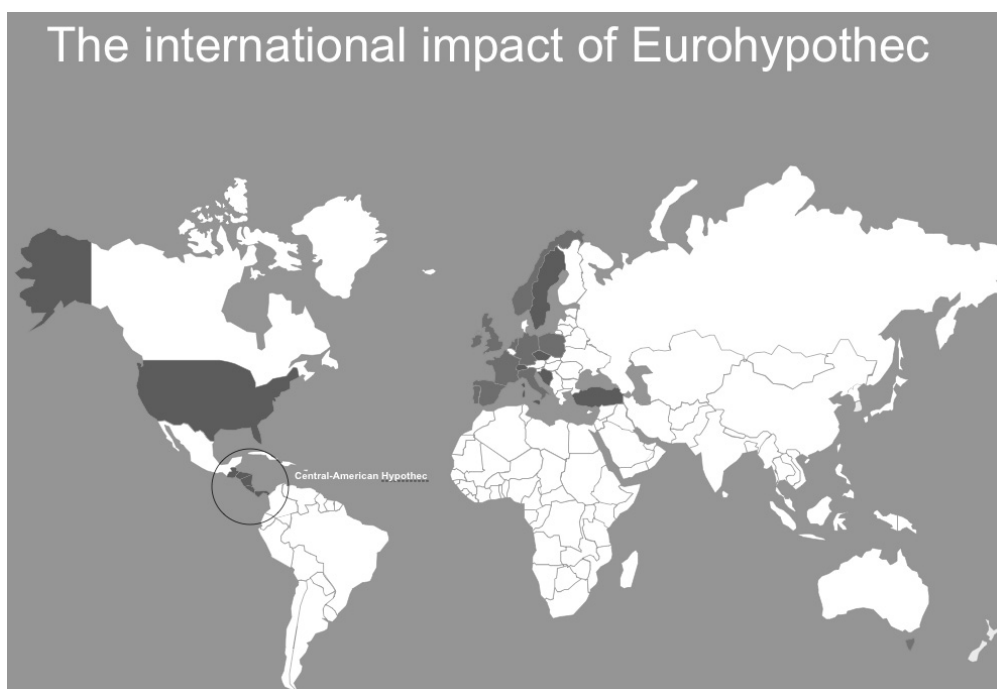 The international impact of Eurohypothec
Central-American Hypothec